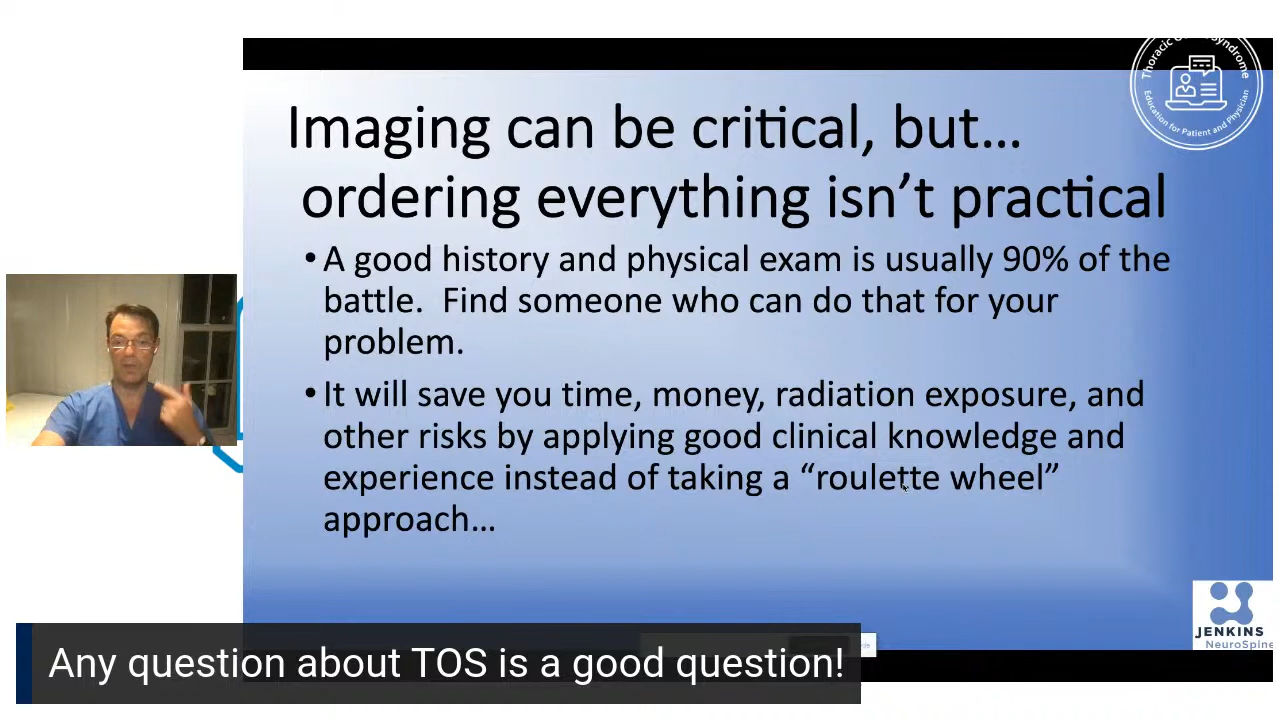 Imaging can be critical, but…
ordering everything isn’t practical
• A good history and physical exam is usually 90% of the
battle.  Find someone who can do that for your
problem.
• It will save you time, money, radiation exposure, and
other risks by applying good clinical knowledge and
experience instead of taking a “roulette wheel”
approach…
Thoracic Syndrome
Education for Patient and Physician
JENKINS
NeuroSpine
Any question about TOS is a good question!